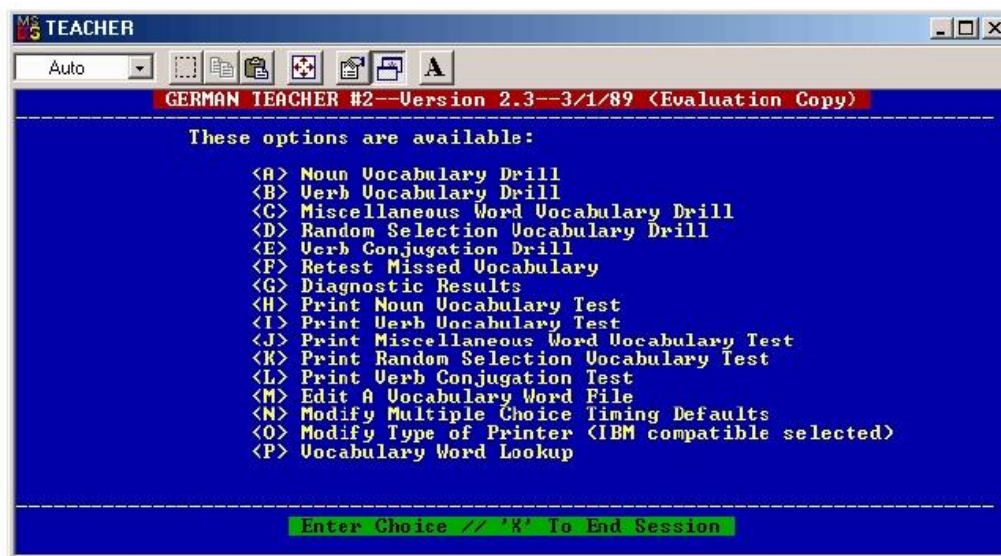 MS TEACHER
Auto A
GERMAN TEACHER #2--Version 2.3--3/1/89 (Evaluation Copy)
These options are available:
<A> Noun Vocabulary Drill
<B> Verb Vocabulary Drill
<C> Miscellaneous Word Vocabulary Drill
<D> Random Selection Vocabulary Drill
<E> Verb Conjugation Drill
<F> Retest Missed Vocabulary
<G> Diagnostic Results
<H> Print Noun Vocabulary Test
<I> Print Verb Vocabulary Test
<J> Print Miscellaneous Word Vocabulary Test
<K> Print Random Selection Vocabulary Test
<L> Print Verb Conjugation Test
<M> Edit A Vocabulary Word File
<N> Modify Multiple Choice Timing Defaults
<O> Modify Type of Printer (IBM compatible selected)
<P> Vocabulary Word Lookup
Enter Choice // 'X' To End Session